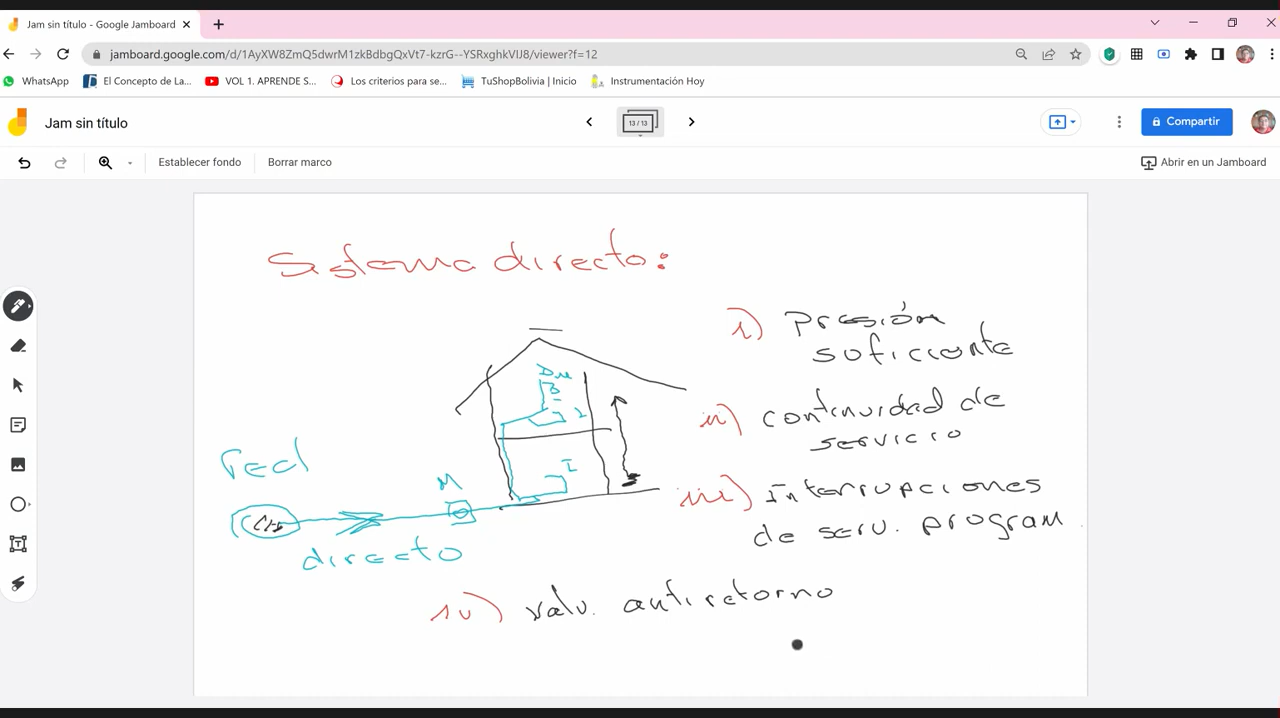 Jam sin título - Google Jamboard
jamboard.google.com/d/1AyXW8ZmQ5dwrM1zkBdbgQxVt7-kzrG--YSRxghkVIJ8/viewer?f=12
WhatsApp
El Concepto de La...
VOL 1. APRENDE S...
Los criterios para se...
TuShopBolivia | Inicio
Instrumentación Hoy
Jam sin título
13 / 13
Compartir
Establecer fondo
Borrar marco
Abrir en un Jamboard
Sistema directo:
i) Presión
suficiente
ii) continuidad de
servicio
red
M
I
directo
iii) Interrupciones
de serv. program.
iv) valv. antiretorno